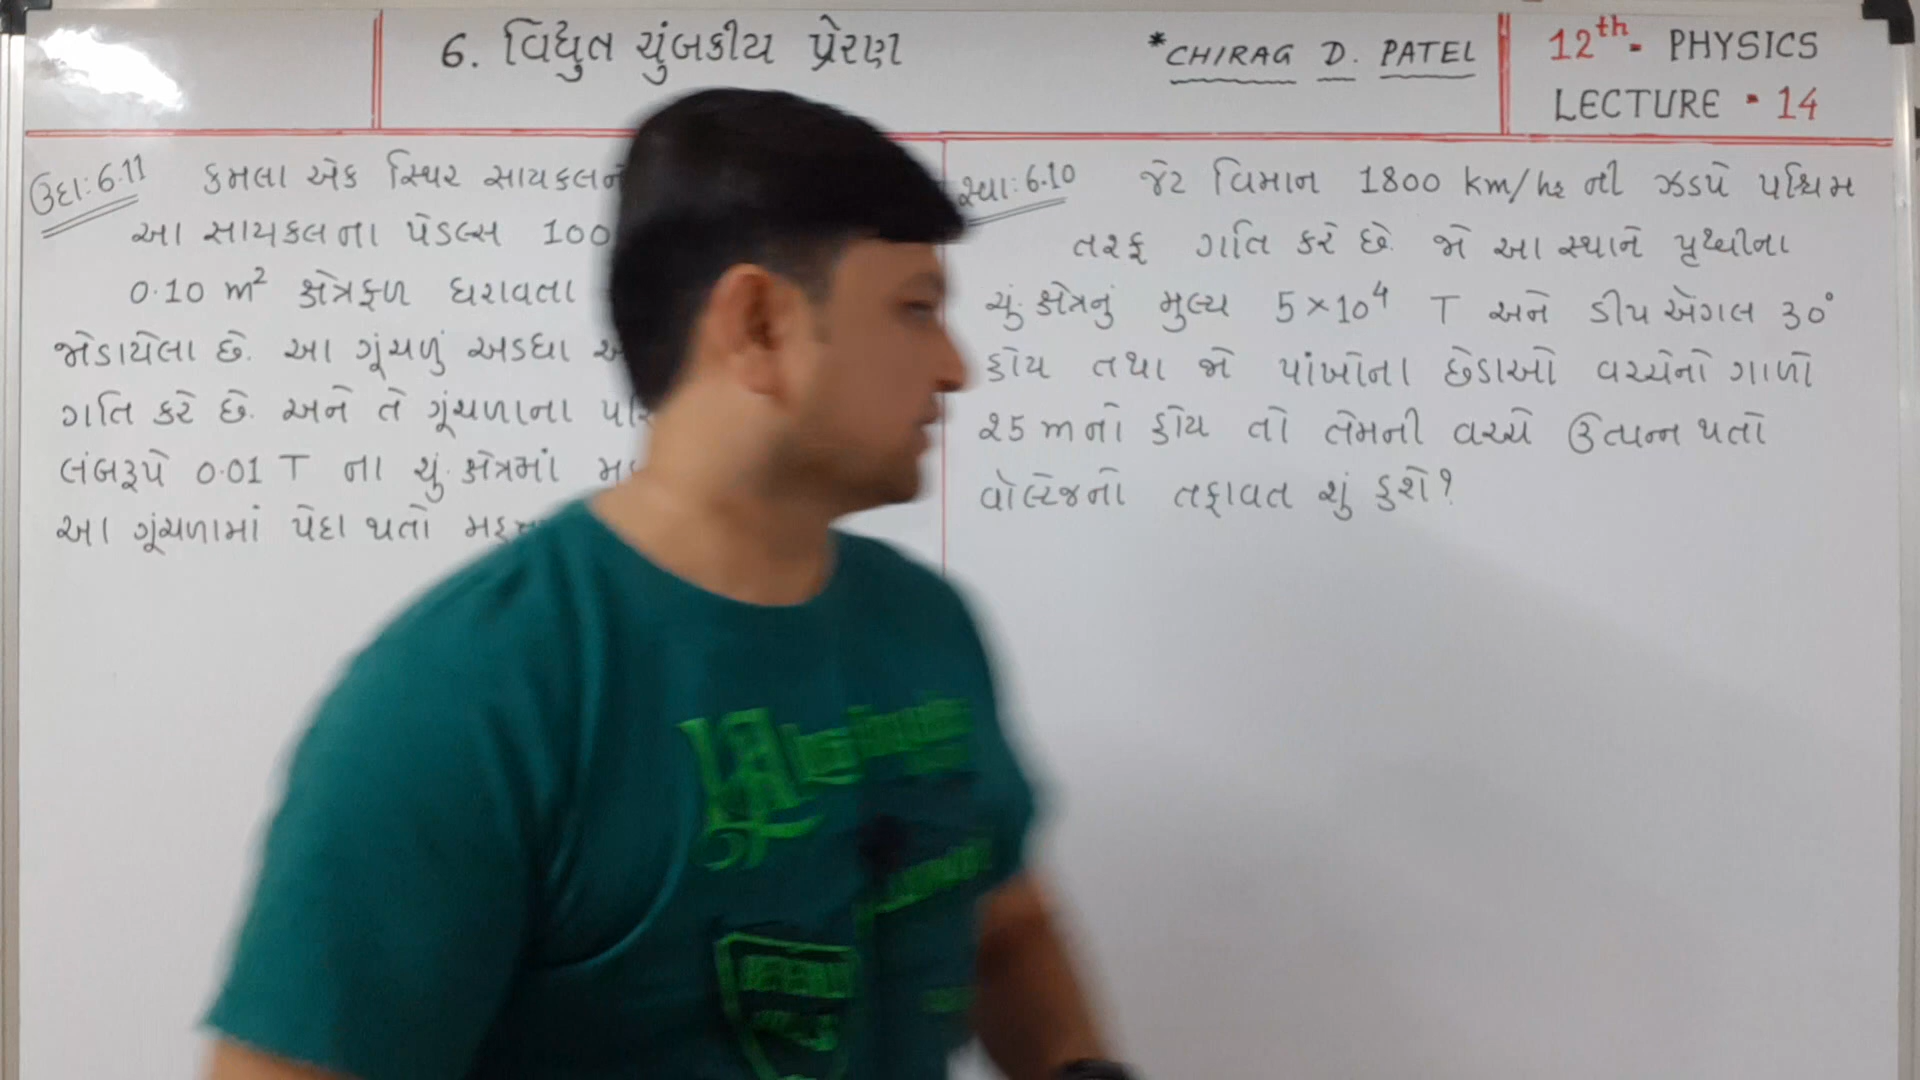 6. વિદ્યુત ચુંબકીય પ્રેરણ
*CHIRAG D. PATEL
12th - PHYSICS
LECTURE - 14
ઉદા: 6.11 કમલા એક સ્થિર સાયકલને
આ સાયકલના પેડલ્સ 100
0.10 m² ક્ષેત્રફળ ધરાવતા
જોડાયેલા છે. આ ગૂંચળું અડધા
ગતિ કરે છે. અને તે ગૂંચળાના
લંબરૂપે 0.01 T ના ચું. ક્ષેત્રમાં
આ ગૂંચળામાં પેદા થતો
સ્વા: 6.10 જેટ વિમાન 1800 km/hr ની ઝડપે પશ્ચિમ
તરફ ગતિ કરે છે. જો આ સ્થાને પૃથ્વીના
ચું. ક્ષેત્રનું મુલ્ય 5 × 10⁴ T અને ડીપ એંગલ 30°
હોય તથા જો પાંખોના છેડાઓ વચ્ચેનો ગાળો
25 m નો હોય તો તેમની વચ્ચે ઉત્પન્ન થતો
વોલ્ટેજનો તફાવત શું હશે?